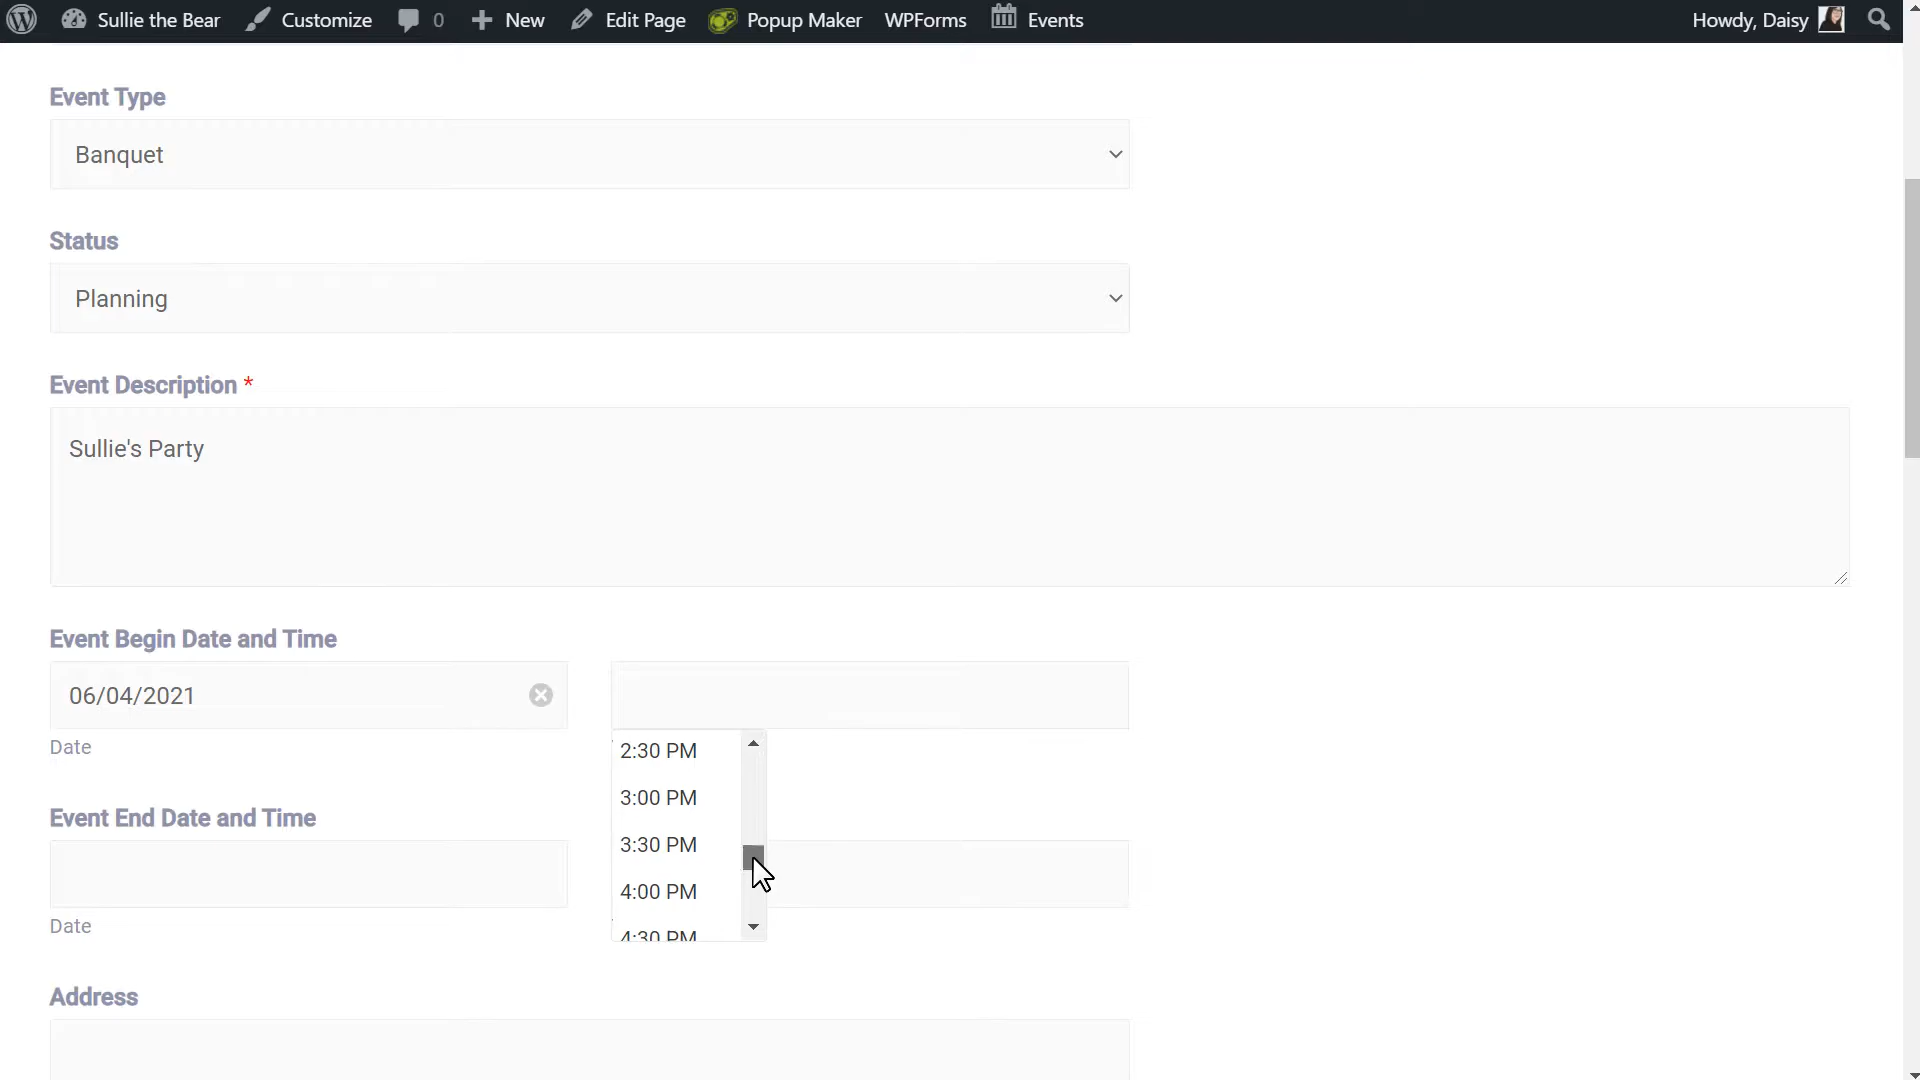 Sullie the Bear Customize 0 New Edit Page Popup Maker WPForms Events Howdy, Daisy
Event Type
Banquet
Status
Planning
Event Description *
Sullie's Party
Event Begin Date and Time
06/04/2021
Date
2:30 PM
3:00 PM
3:30 PM
4:00 PM
4:30 PM
Event End Date and Time
Date
Address